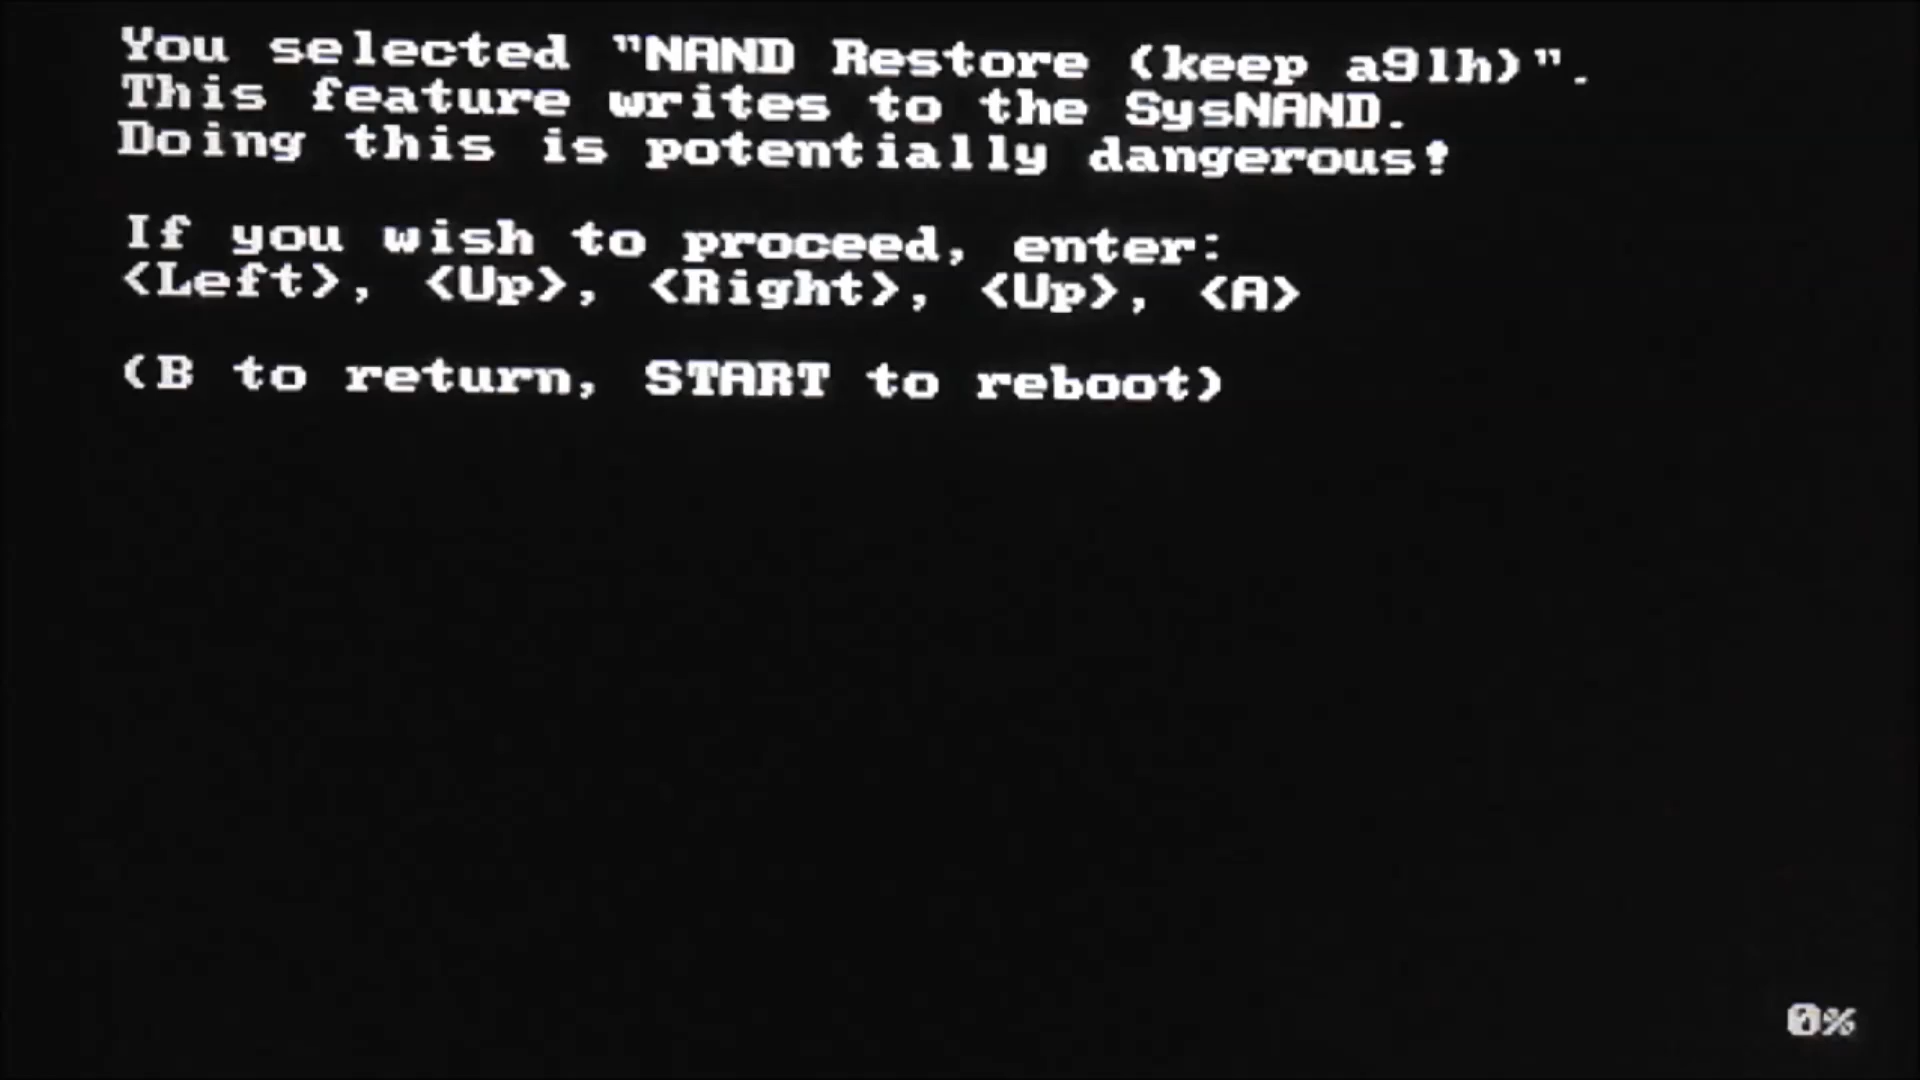 You selected "NAND Restore (keep a9lh)".
This feature writes to the SysNAND.
Doing this is potentially dangerous!
If you wish to proceed, enter:
<Left>, <Up>, <Right>, <Up>, <A>
(B to return, START to reboot)
%